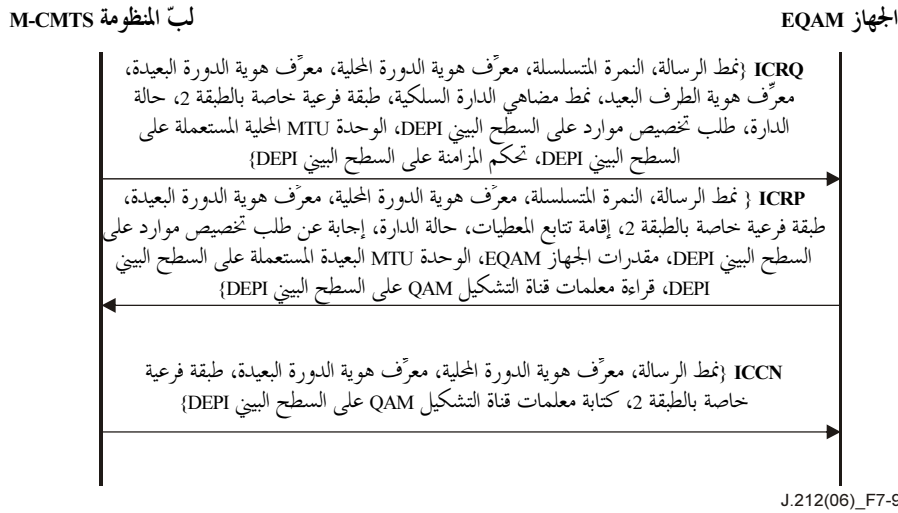 الجهاز EQAM
لبّ المنظومة M-CMTS
ICRQ {نمط الرسالة، النمرة المتسلسلة، معرِّف هوية الدورة المحلية، معرِّف هوية الدورة البعيدة،
معرِّف هوية الطرف البعيد، نمط مضاهي الدارة السلكية، طبقة فرعية خاصة بالطبقة 2، حالة
الدارة، طلب تخصيص موارد على السطح البيني DEPI، الوحدة MTU المحلية المستعملة على
السطح البيني DEPI، تحكم المزامنة على السطح البيني DEPI}
ICRP { نمط الرسالة، النمرة المتسلسلة، معرِّف هوية الدورة المحلية، معرِّف هوية الدورة البعيدة،
طبقة فرعية خاصة بالطبقة 2، إقامة تتابع المعطيات، حالة الدارة، إجابة عن طلب تخصيص موارد على
السطح البيني DEPI، مقدرات الجهاز EQAM، الوحدة MTU البعيدة المستعملة على السطح البيني
DEPI، قراءة معلمات قناة التشكيل QAM على السطح البيني DEPI}
ICCN {نمط الرسالة، معرِّف هوية الدورة المحلية، معرِّف هوية الدورة البعيدة، طبقة فرعية
خاصة بالطبقة 2، كتابة معلمات قناة التشكيل QAM على السطح البيني DEPI}
J.212(06)_F7-9